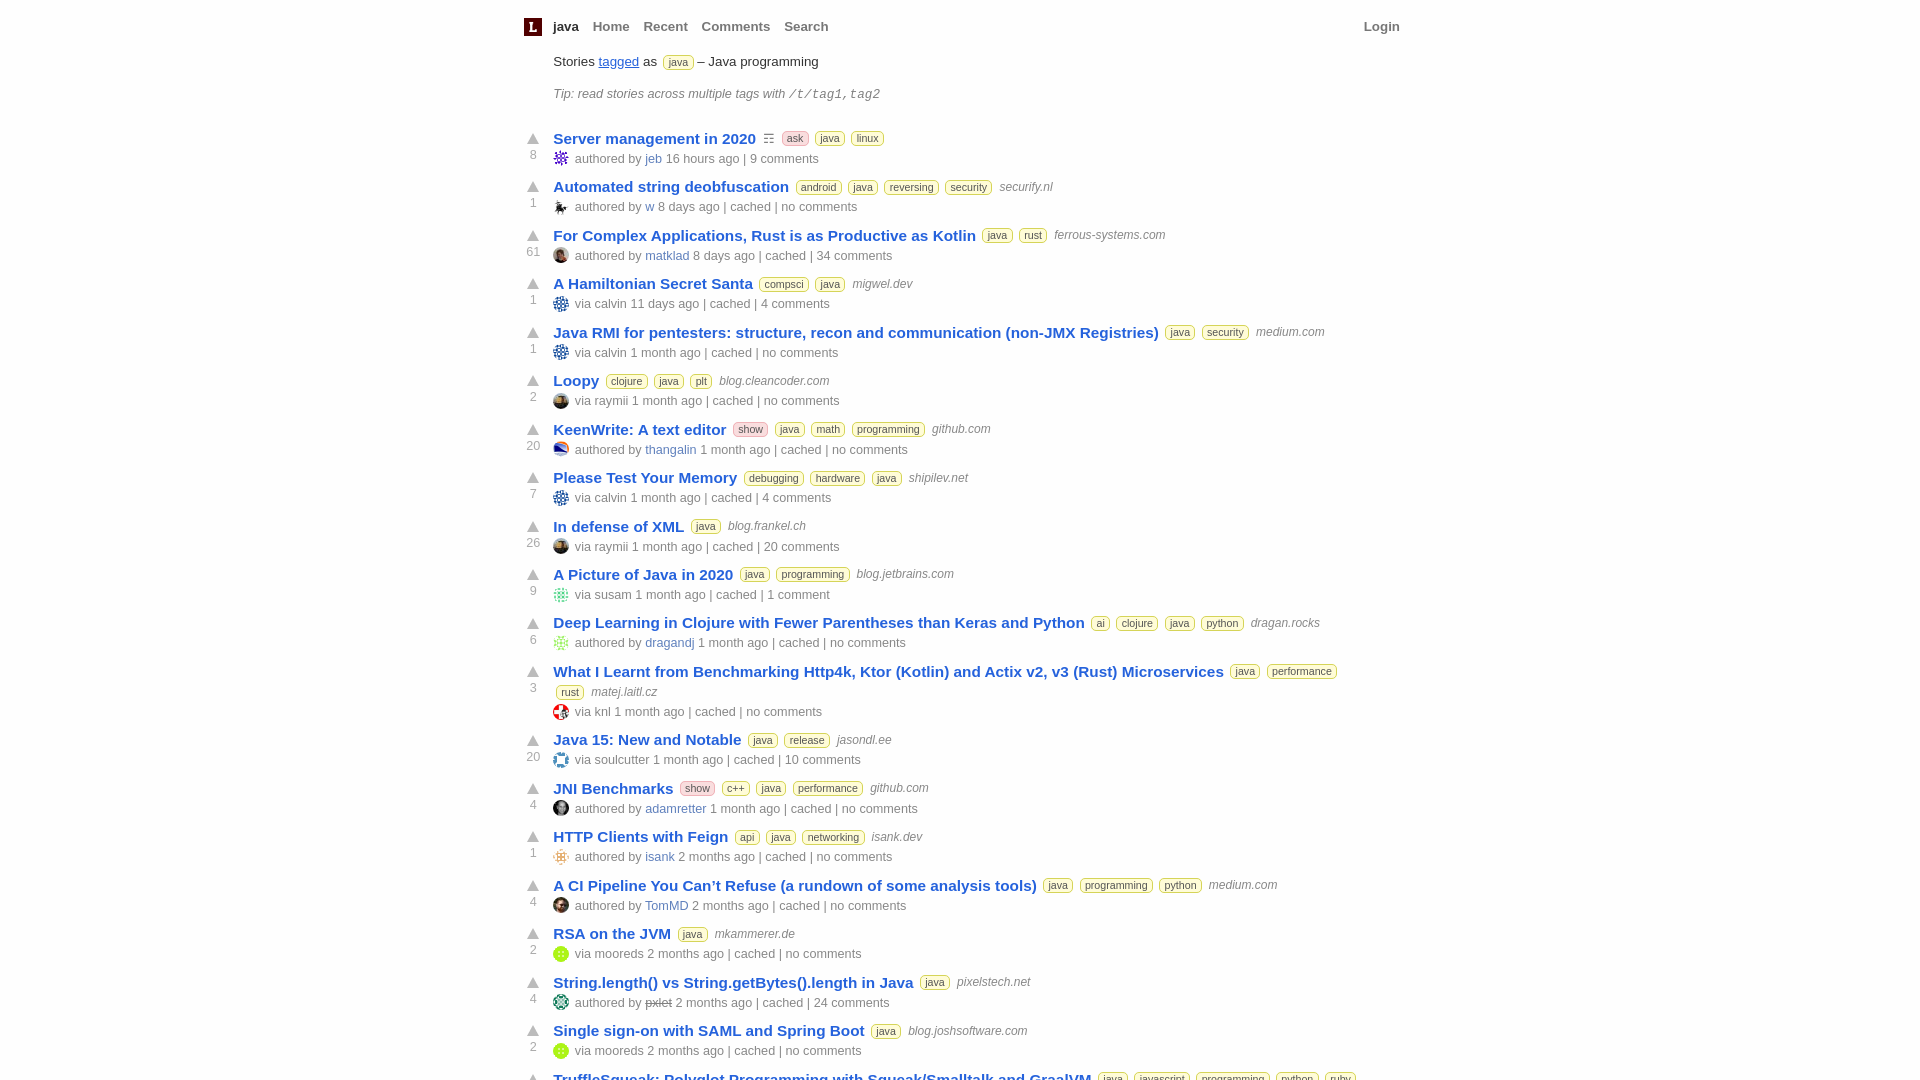 L java Home Recent Comments Search Login
Stories tagged as java – Java programming
Tip: read stories across multiple tags with /t/tag1,tag2
Server management in 2020 ☶ ask java linux
8 authored by jeb 16 hours ago | 9 comments
Automated string deobfuscation android java reversing security securify.nl
1 authored by w 8 days ago | cached | no comments
For Complex Applications, Rust is as Productive as Kotlin java rust ferrous-systems.com
61 authored by matklad 8 days ago | cached | 34 comments
A Hamiltonian Secret Santa compsci java migwel.dev
1 via calvin 11 days ago | cached | 4 comments
Java RMI for pentesters: structure, recon and communication (non-JMX Registries) java security medium.com
1 via calvin 1 month ago | cached | no comments
Loopy clojure java plt blog.cleancoder.com
2 via raymii 1 month ago | cached | no comments
KeenWrite: A text editor show java math programming github.com
20 authored by thangalin 1 month ago | cached | no comments
Please Test Your Memory debugging hardware java shipilev.net
7 via calvin 1 month ago | cached | 4 comments
In defense of XML java blog.frankel.ch
26 via raymii 1 month ago | cached | 20 comments
A Picture of Java in 2020 java programming blog.jetbrains.com
9 via susam 1 month ago | cached | 1 comment
Deep Learning in Clojure with Fewer Parentheses than Keras and Python ai clojure java python dragan.rocks
6 authored by dragandj 1 month ago | cached | no comments
What I Learnt from Benchmarking Http4k, Ktor (Kotlin) and Actix v2, v3 (Rust) Microservices java performance
3 rust matej.laitl.cz
via knl 1 month ago | cached | no comments
Java 15: New and Notable java release jasondl.ee
20 via soulcutter 1 month ago | cached | 10 comments
JNI Benchmarks show c++ java performance github.com
4 authored by adamretter 1 month ago | cached | no comments
HTTP Clients with Feign api java networking isank.dev
1 authored by isank 2 months ago | cached | no comments
A CI Pipeline You Can’t Refuse (a rundown of some analysis tools) java programming python medium.com
4 authored by TomMD 2 months ago | cached | no comments
RSA on the JVM java mkammerer.de
2 via mooreds 2 months ago | cached | no comments
String.length() vs String.getBytes().length in Java java pixelstech.net
4 authored by pxlet 2 months ago | cached | 24 comments
Single sign-on with SAML and Spring Boot java blog.joshsoftware.com
2 via mooreds 2 months ago | cached | no comments
TruffleSqueak: Polyglot Programming with Squeak/Smalltalk and GraalVM java javascript programming python ruby